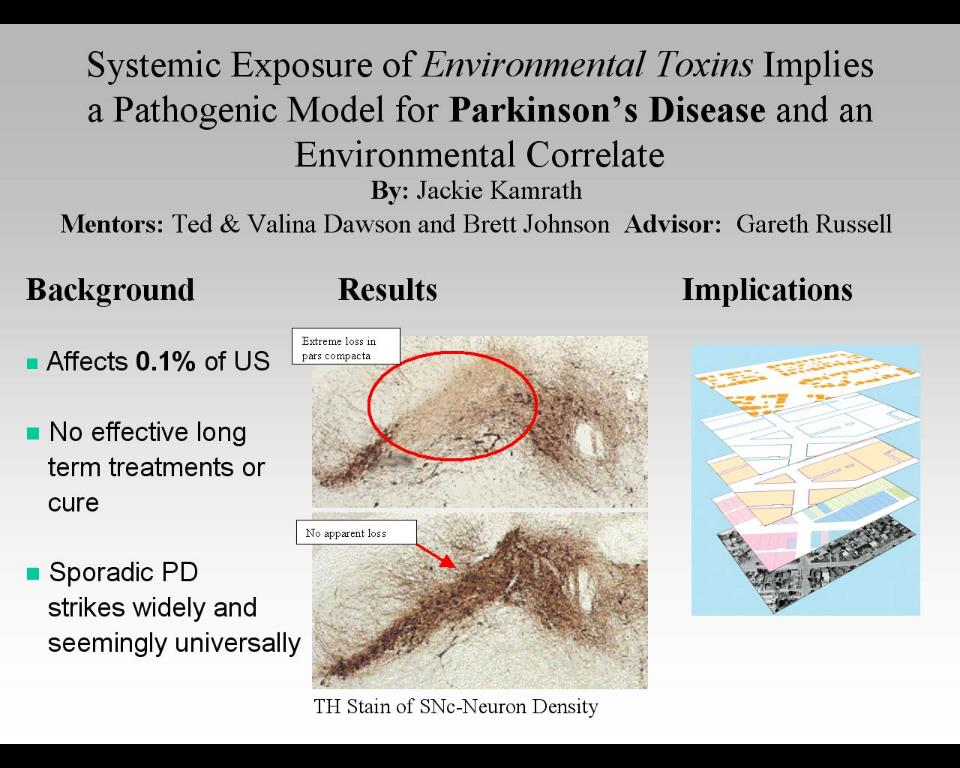 Systemic Exposure of Environmental Toxins Implies
a Pathogenic Model for Parkinson's Disease and an
Environmental Correlate
By: Jackie Kamrath
Mentors: Ted & Valina Dawson and Brett Johnson Advisor: Gareth Russell
Background
Affects 0.1% of US
No effective long
term treatments or
cure
Sporadic PD
strikes widely and
seemingly universally
Results
Extreme loss in
pars compacta
No apparent loss
TH Stain of SNc-Neuron Density
Implications